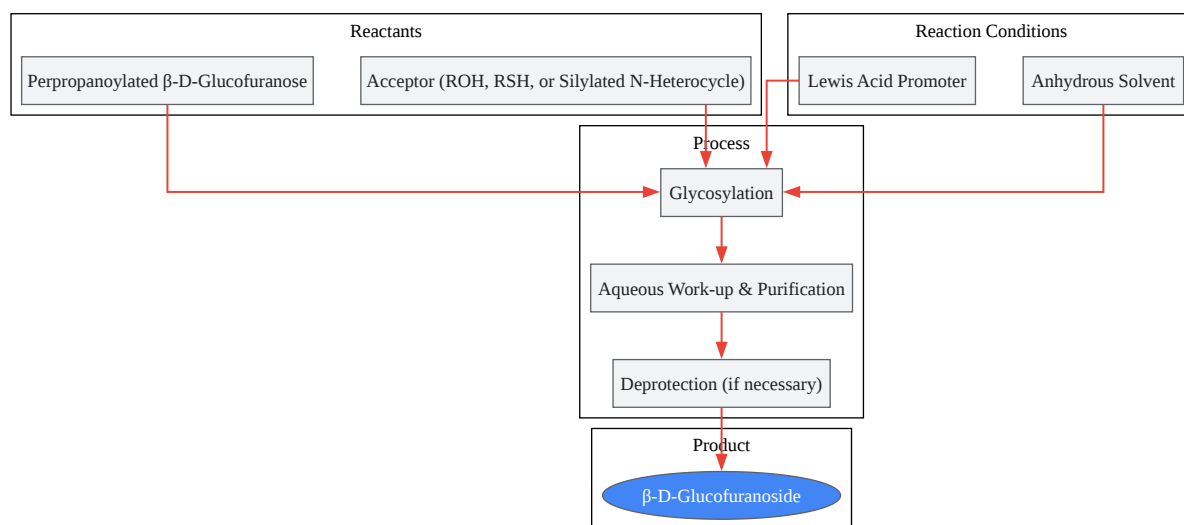 Reactants
Reaction Conditions
Perpropanoylated β-D-Glucofuranose
Acceptor (ROH, RSH, or Silylated N-Heterocycle)
Lewis Acid Promoter
Anhydrous Solvent
Process
Glycosylation
Aqueous Work-up & Purification
Deprotection (if necessary)
Product
β-D-Glucofuranoside